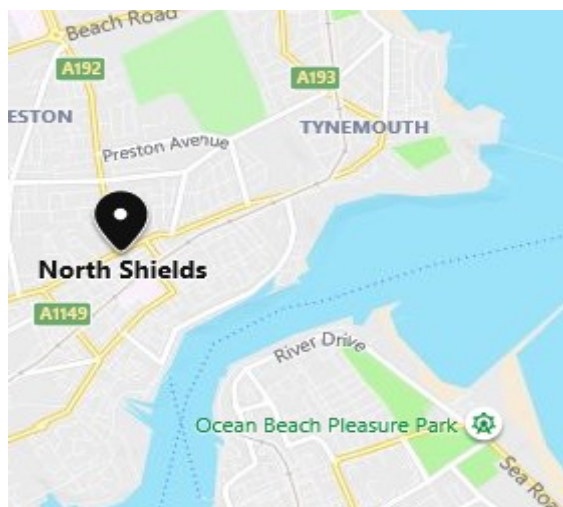 Beach Road
A192
A193
ESTON
TYNEMOUTH
Preston Avenue
North Shields
A1149
River Drive
Ocean Beach Pleasure Park
Sea Roa